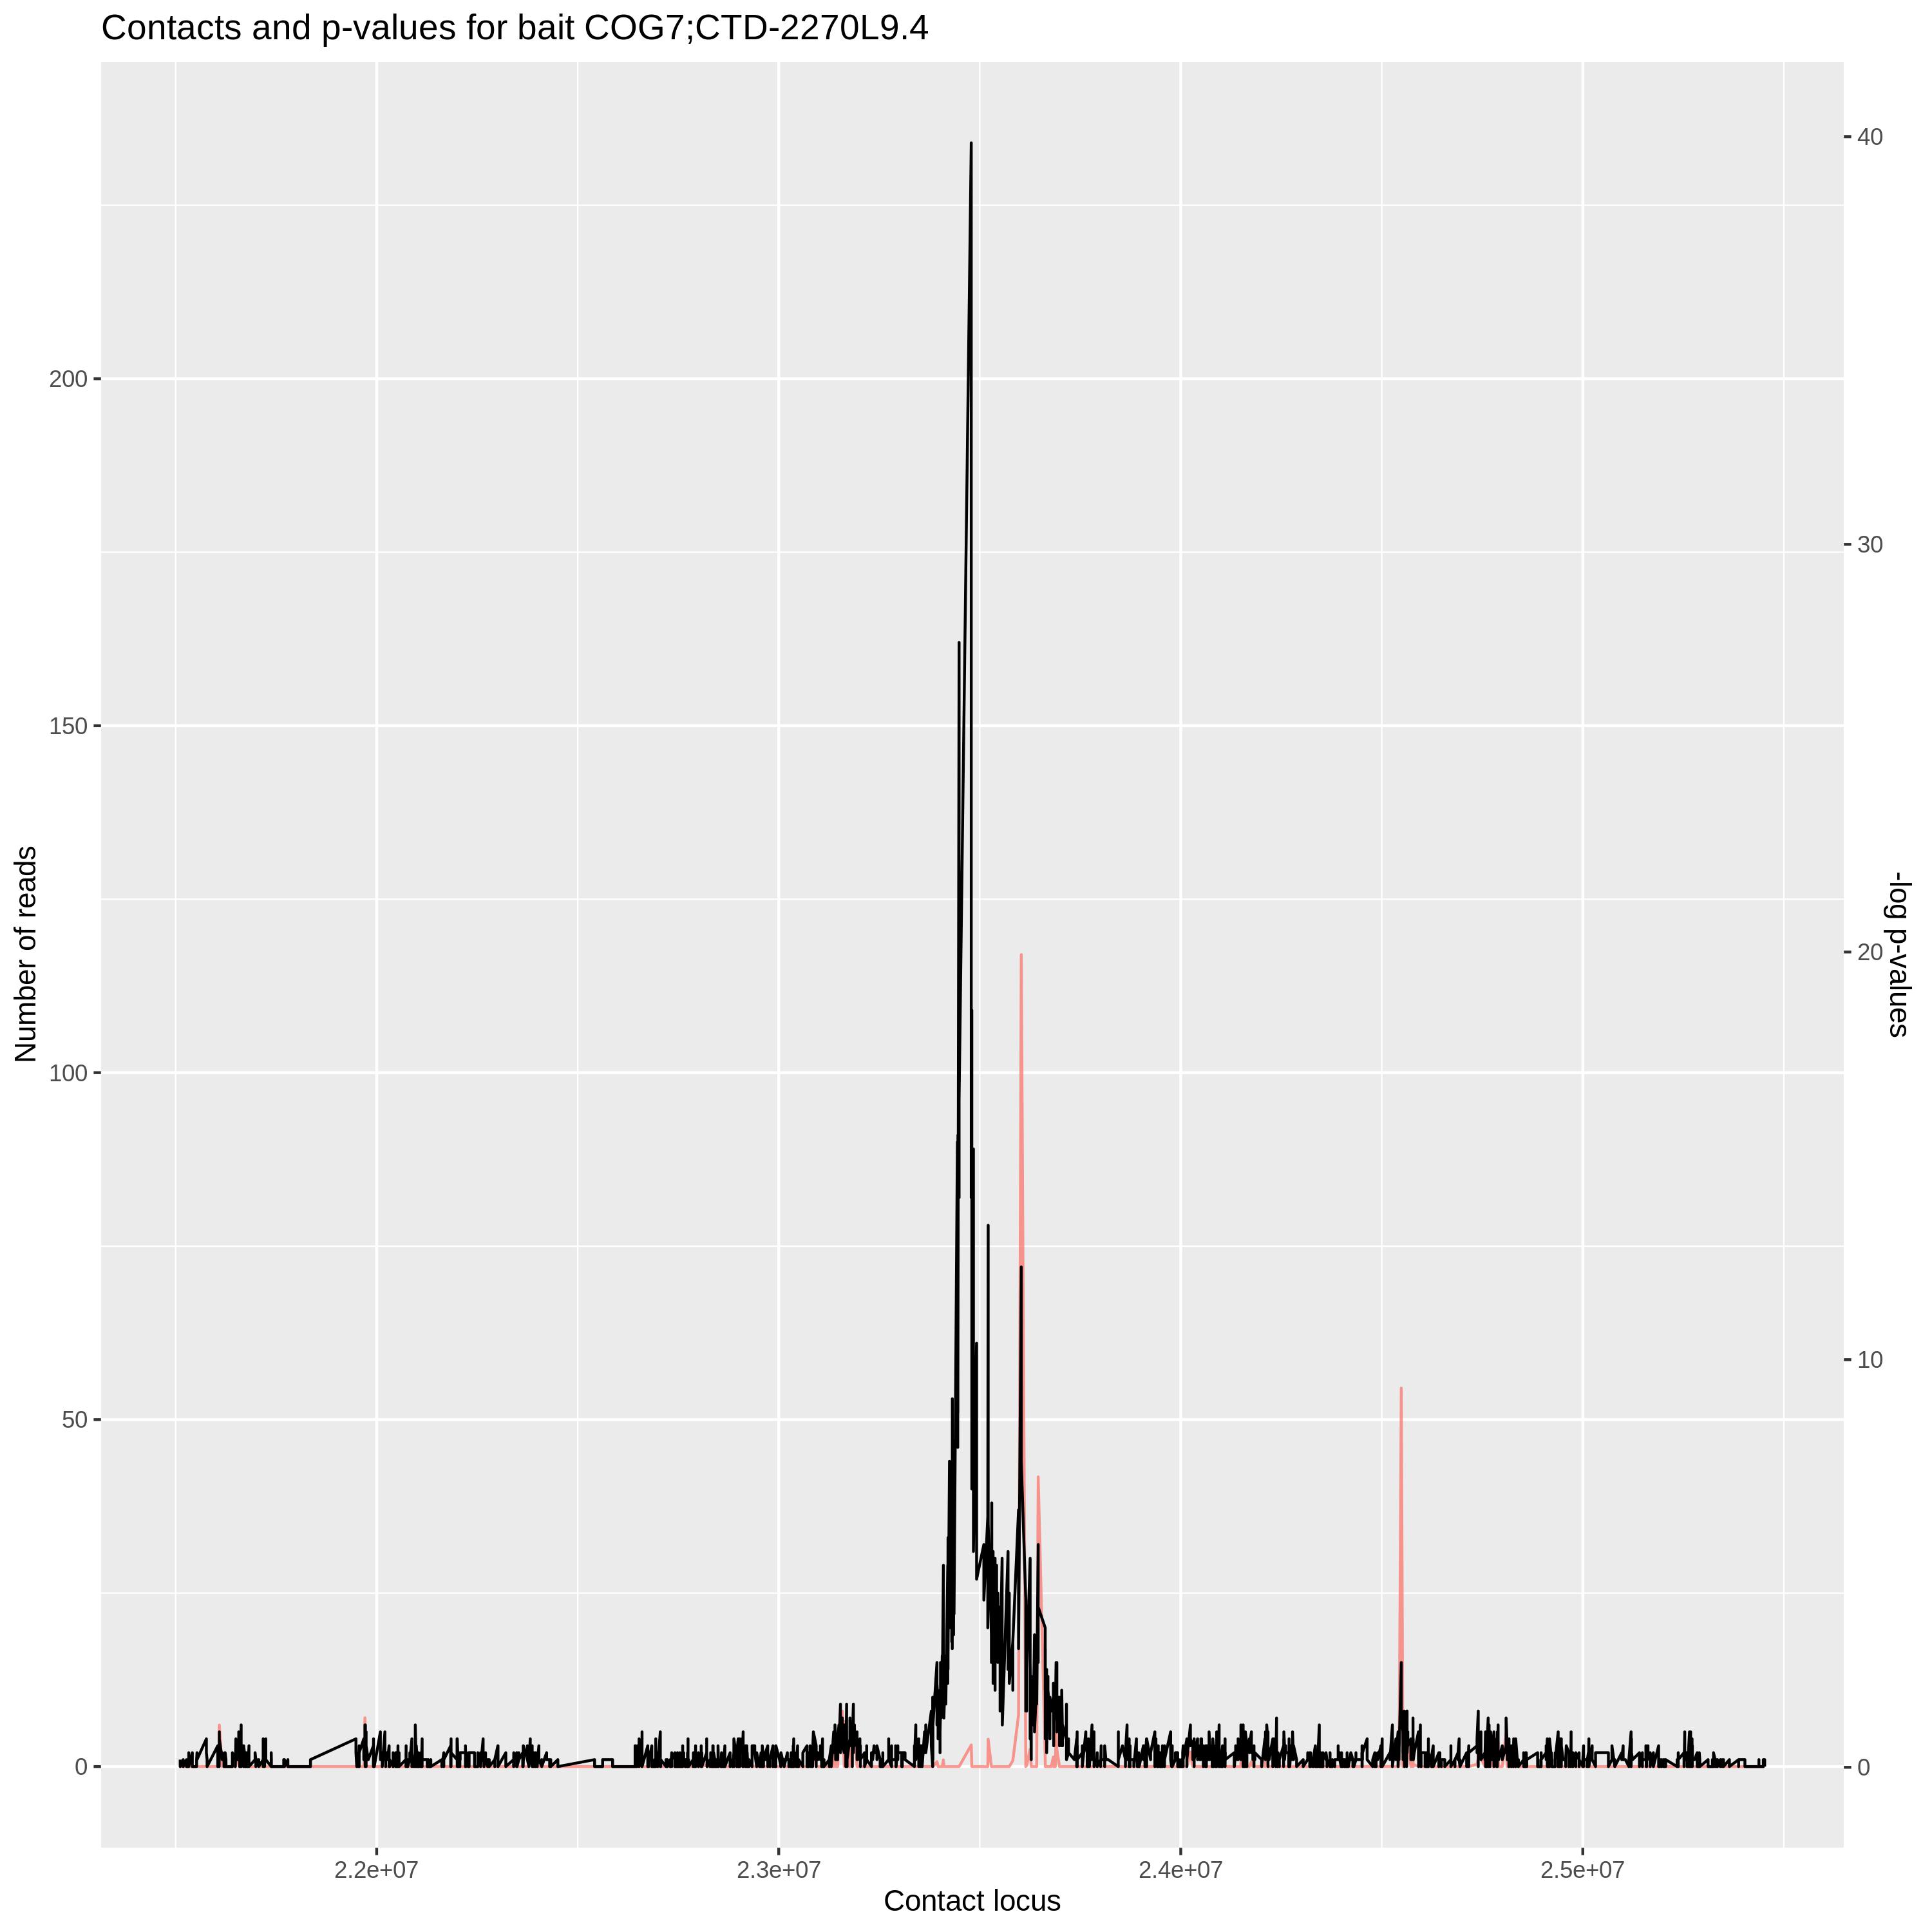 Contacts and p-values for bait COG7;CTD-2270L9.4
Number of reads
200
150
100
50
0
40
30
20
10
0
-log p-values
2.2e+07 2.3e+07 2.4e+07 2.5e+07
Contact locus